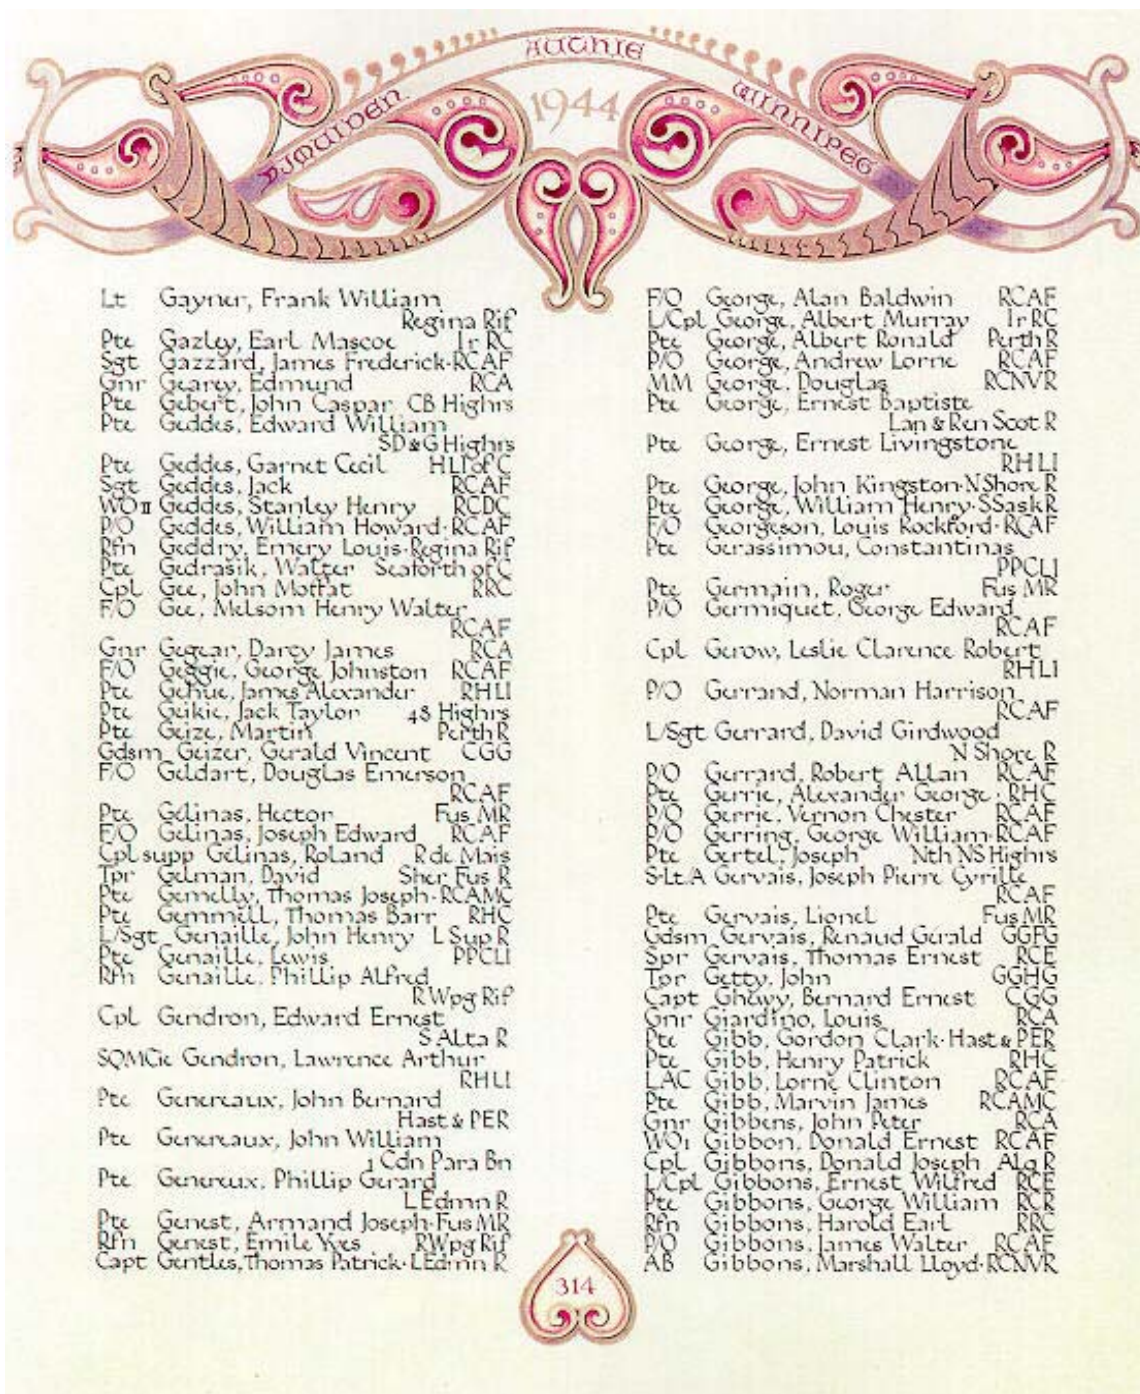 YJMUIDEN AUTHIE WINNIPEG
1944
Lt Gayner, Frank William
Regina Rif
Pte Gazley, Earl Mascoe Ir RC
Sgt Gazzard, James Frederick·RCAF
Gnr Gearey, Edmund RCA
Pte Gebert, John Caspar CB Highrs
Pte Geddes, Edward William
SD&G Highrs
Pte Geddes, Garnet Cecil HLI of C
Sgt Geddes, Jack RCAF
WO II Geddes, Stanley Henry RCDC
P/O Geddes, William Howard·RCAF
Rfn Geddry, Emery Louis·Regina Rif
Pte Gedrasik, Walter Seaforth of C
Cpl Gee, John Moffat RRC
F/O Gee, Melsom Henry Walter
RCAF
Gnr Gegear, Darcy James RCA
F/O Geggie, George Johnston RCAF
Pte Gehue, James Alexander RHLI
Pte Geikie, Jack Taylor 48 Highrs
Pte Geize, Martin Perth R
Gdsm Geizer, Gerald Vincent CGG
F/O Geldart, Douglas Emerson
RCAF
Pte Gelinas, Hector Fus MR
F/O Gelinas, Joseph Edward RCAF
Cpl supp Gélinas, Roland R de Mais
Tpr Gelman, David Sher Fus R
Pte Gemelly, Thomas Joseph·RCAMC
Pte Gemmell, Thomas Barr RHC
L/Sgt Genaille, John Henry L Sup R
Pte Genaille, Lewis PPCLI
Rfn Genaille, Phillip Alfred
R Wpg Rif
Cpl Gendron, Edward Ernest
S Alta R
SQMCie Gendron, Lawrence Arthur
RHLI
Pte Genereaux, John Bernard
Hast & PER
Pte Genereaux, John William
1 Cdn Para Bn
Pte Genereux, Phillip Gerard
L Edmn R
Pte Genest, Armand Joseph·Fus MR
Rfn Genest, Emile Yves R Wpg Rif
Capt Gentles, Thomas Patrick·L Edmn R
F/O George, Alan Baldwin RCAF
L/Cpl George, Albert Murray Ir RC
Pte George, Albert Ronald Perth R
P/O George, Andrew Lorne RCAF
MM George, Douglas RCNVR
Pte George, Ernest Baptiste
Lan & Ren Scot R
Pte George, Ernest Livingstone
RHLI
Pte George, John Kingston·N Shore R
Pte George, William Henry·S Sask R
F/O Georgeson, Louis Rockford·RCAF
Pte Gerassimou, Constantinas
PPCLI
Pte Germain, Roger Fus MR
P/O Germiquet, George Edward
RCAF
Cpl Gerow, Leslie Clarence Robert
RHLI
P/O Gerrand, Norman Harrison
RCAF
L/Sgt Gerrard, David Girdwood
N Shore R
P/O Gerrard, Robert Allan RCAF
Pte Gerrie, Alexander George·RHC
P/O Gerrie, Vernon Chester RCAF
P/O Gerring, George William·RCAF
Pte Gertel, Joseph Nth NS Highrs
S·Lt.A Gervais, Joseph Pierre Cyrille
RCAF
Pte Gervais, Lionel Fus MR
Gdsm Gervais, Renaud Gerald GGFG
Spr Gervais, Thomas Ernest RCE
Tpr Getty, John GGHG
Capt Ghewy, Bernard Ernest CGG
Gnr Giardino, Louis RCA
Pte Gibb, Gordon Clark·Hast & PER
Pte Gibb, Henry Patrick RHC
LAC Gibb, Lorne Clinton RCAF
Pte Gibb, Marvin James RCAMC
Gnr Gibbens, John Peter RCA
WO1 Gibbon, Donald Ernest RCAF
Cpl Gibbons, Donald Joseph Alq R
L/Cpl Gibbons, Ernest Wilfred RCE
Pte Gibbons, George William RCR
Rfn Gibbons, Harold Earl RRC
P/O Gibbons, James Walter RCAF
AB Gibbons, Marshall Lloyd·RCNVR
314